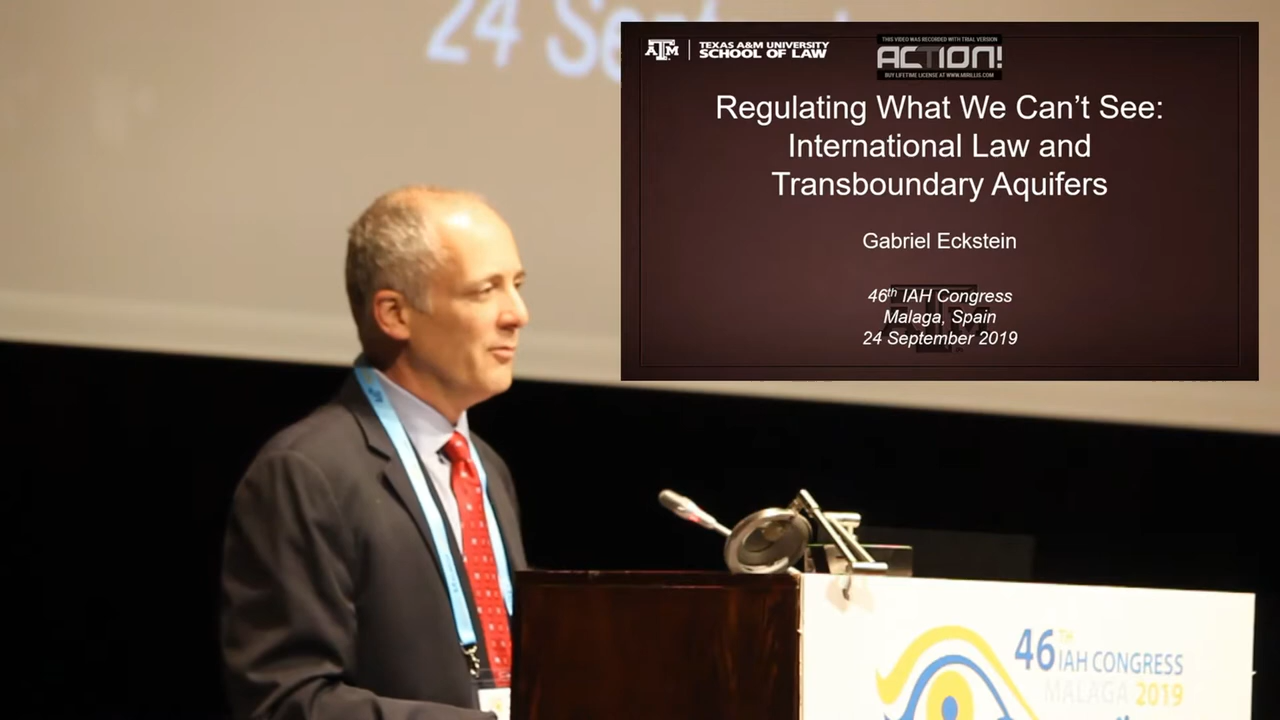 24 Se
TEXAS A&M UNIVERSITY
SCHOOL OF LAW
THIS VIDEO WAS RECORDED WITH TRIAL VERSION
ACTION!
BUY LIFETIME LICENSE AT WWW.MIRILLIS.COM
Regulating What We Can't See:
International Law and
Transboundary Aquifers
Gabriel Eckstein
46th IAH Congress
Malaga, Spain
24 September 2019
46TH
IAH CONGRESS
MALAGA 2019